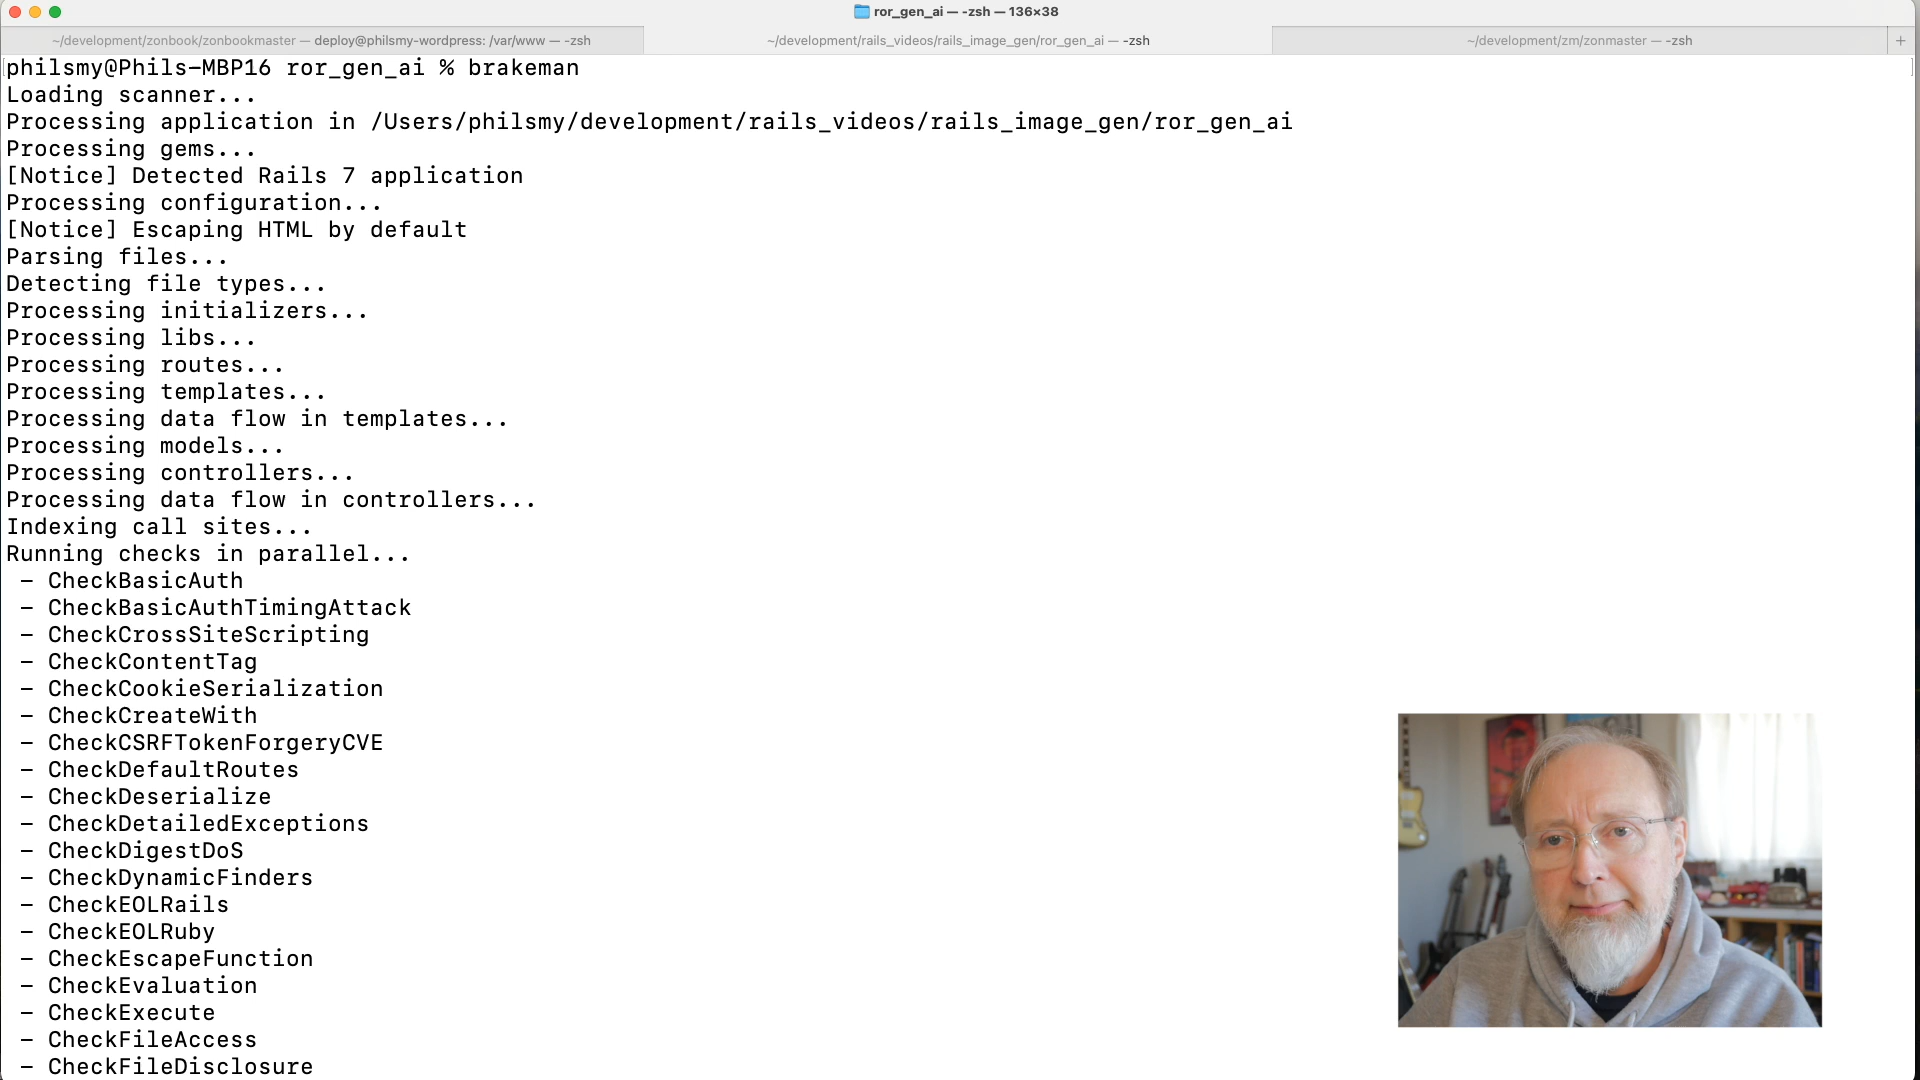 ror_gen_ai — -zsh — 136×38
~/development/zonbook/zonbookmaster — deploy@philsmy-wordpress: /var/www — -zsh
~/development/rails_videos/rails_image_gen/ror_gen_ai — -zsh
~/development/zm/zonmaster — -zsh
+
[philsmy@Phils-MBP16 ror_gen_ai % brakeman ]
Loading scanner...
Processing application in /Users/philsmy/development/rails_videos/rails_image_gen/ror_gen_ai
Processing gems...
[Notice] Detected Rails 7 application
Processing configuration...
[Notice] Escaping HTML by default
Parsing files...
Detecting file types...
Processing initializers...
Processing libs...
Processing routes...
Processing templates...
Processing data flow in templates...
Processing models...
Processing controllers...
Processing data flow in controllers...
Indexing call sites...
Running checks in parallel...
- CheckBasicAuth
- CheckBasicAuthTimingAttack
- CheckCrossSiteScripting
- CheckContentTag
- CheckCookieSerialization
- CheckCreateWith
- CheckCSRFTokenForgeryCVE
- CheckDefaultRoutes
- CheckDeserialize
- CheckDetailedExceptions
- CheckDigestDoS
- CheckDynamicFinders
- CheckEOLRails
- CheckEOLRuby
- CheckEscapeFunction
- CheckEvaluation
- CheckExecute
- CheckFileAccess
- CheckFileDisclosure